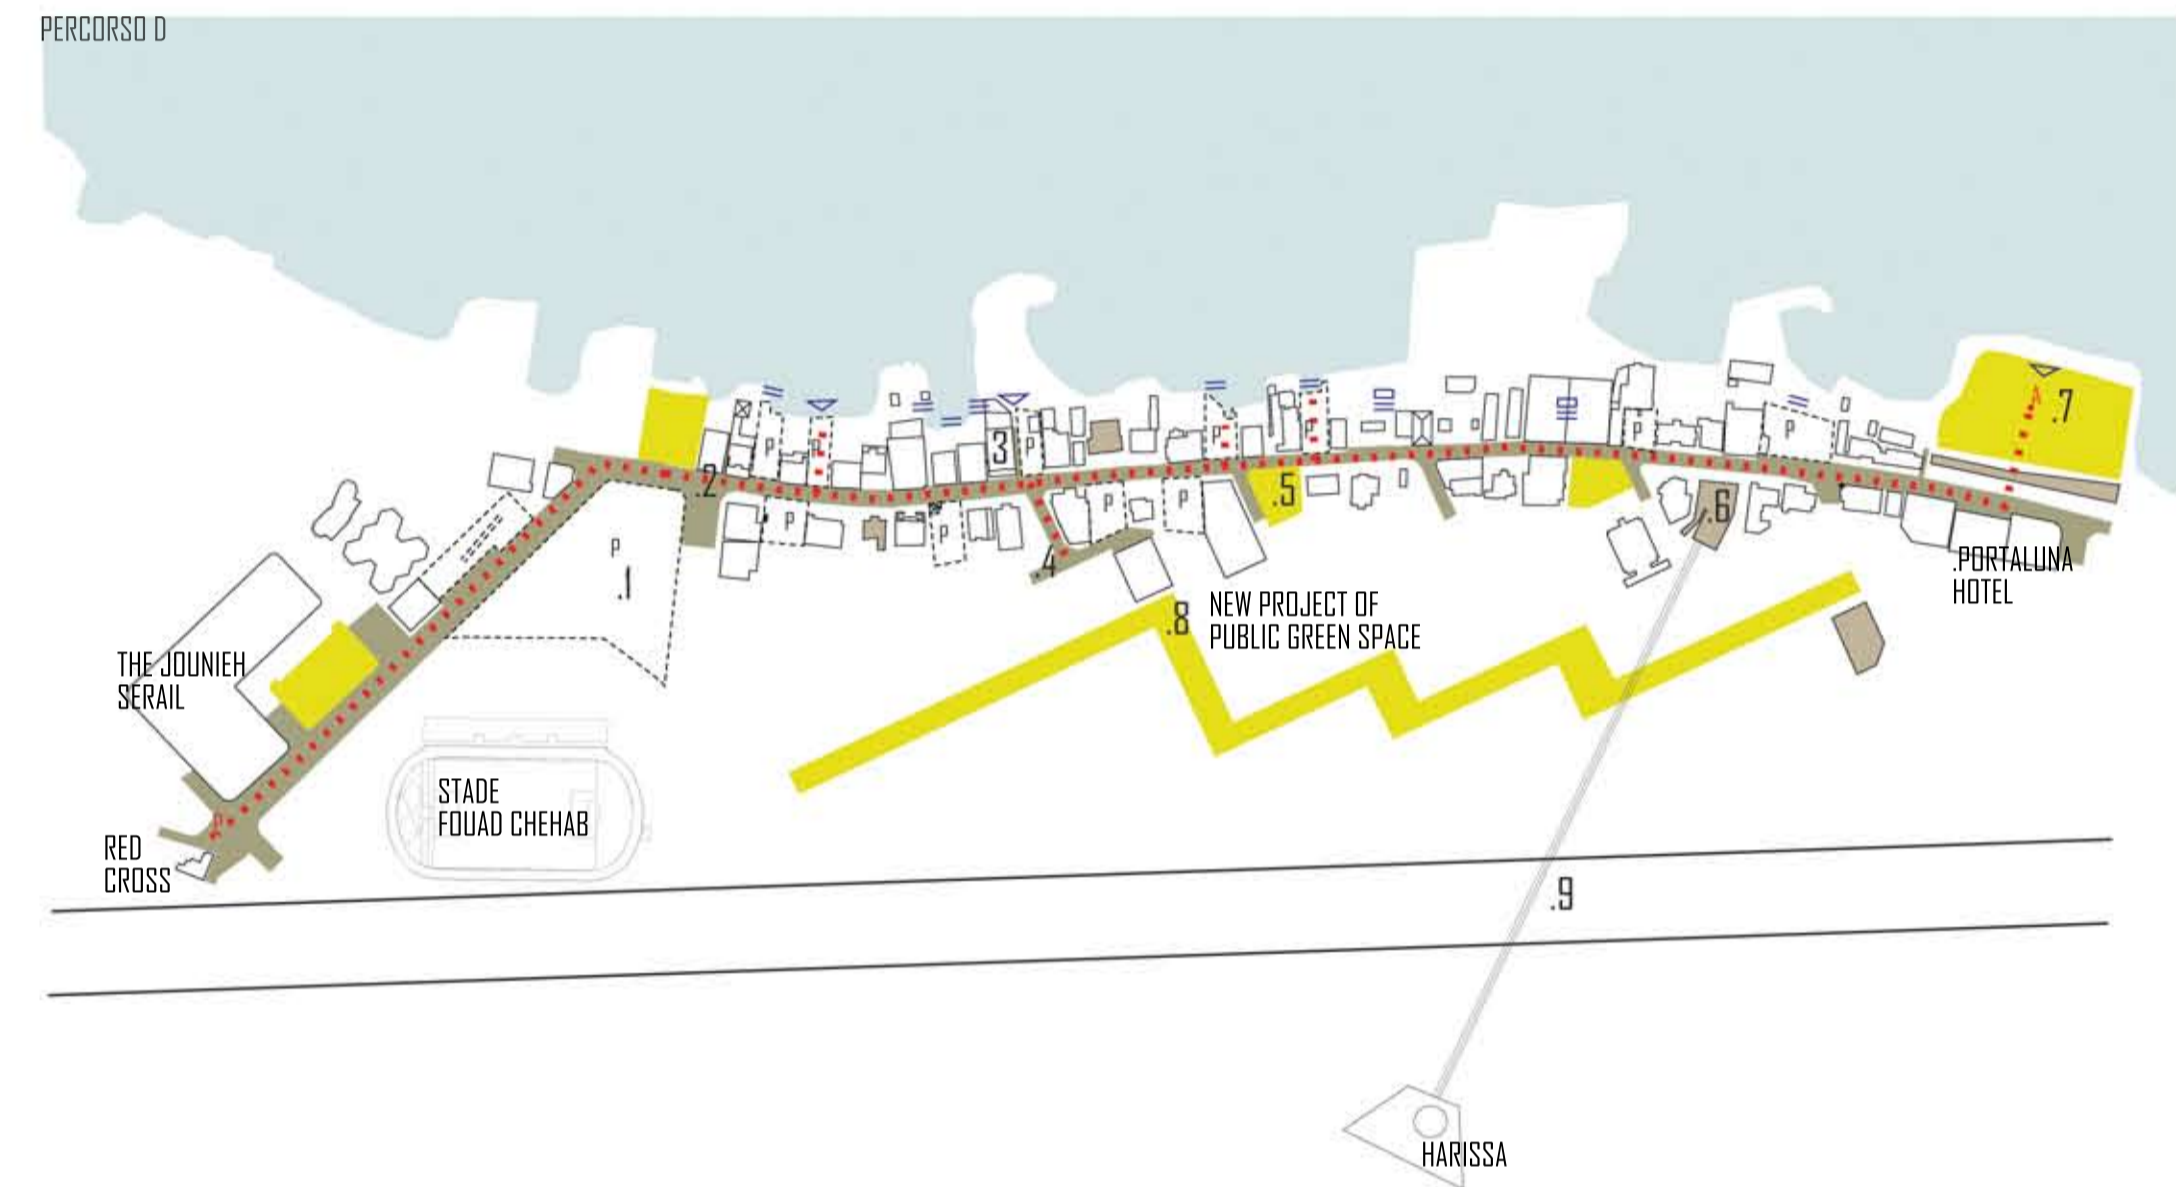 PERCORSO D
P
P
P
3
P
P
P
P
P
.7
.2
P
P
P
P
.5
.6
P
.1
.4
.PORTALUNA
HOTEL
.8
NEW PROJECT OF
PUBLIC GREEN SPACE
THE JOUNIEH
SERAIL
STADE
FOUAD CHEHAB
RED
CROSS
.9
HARISSA